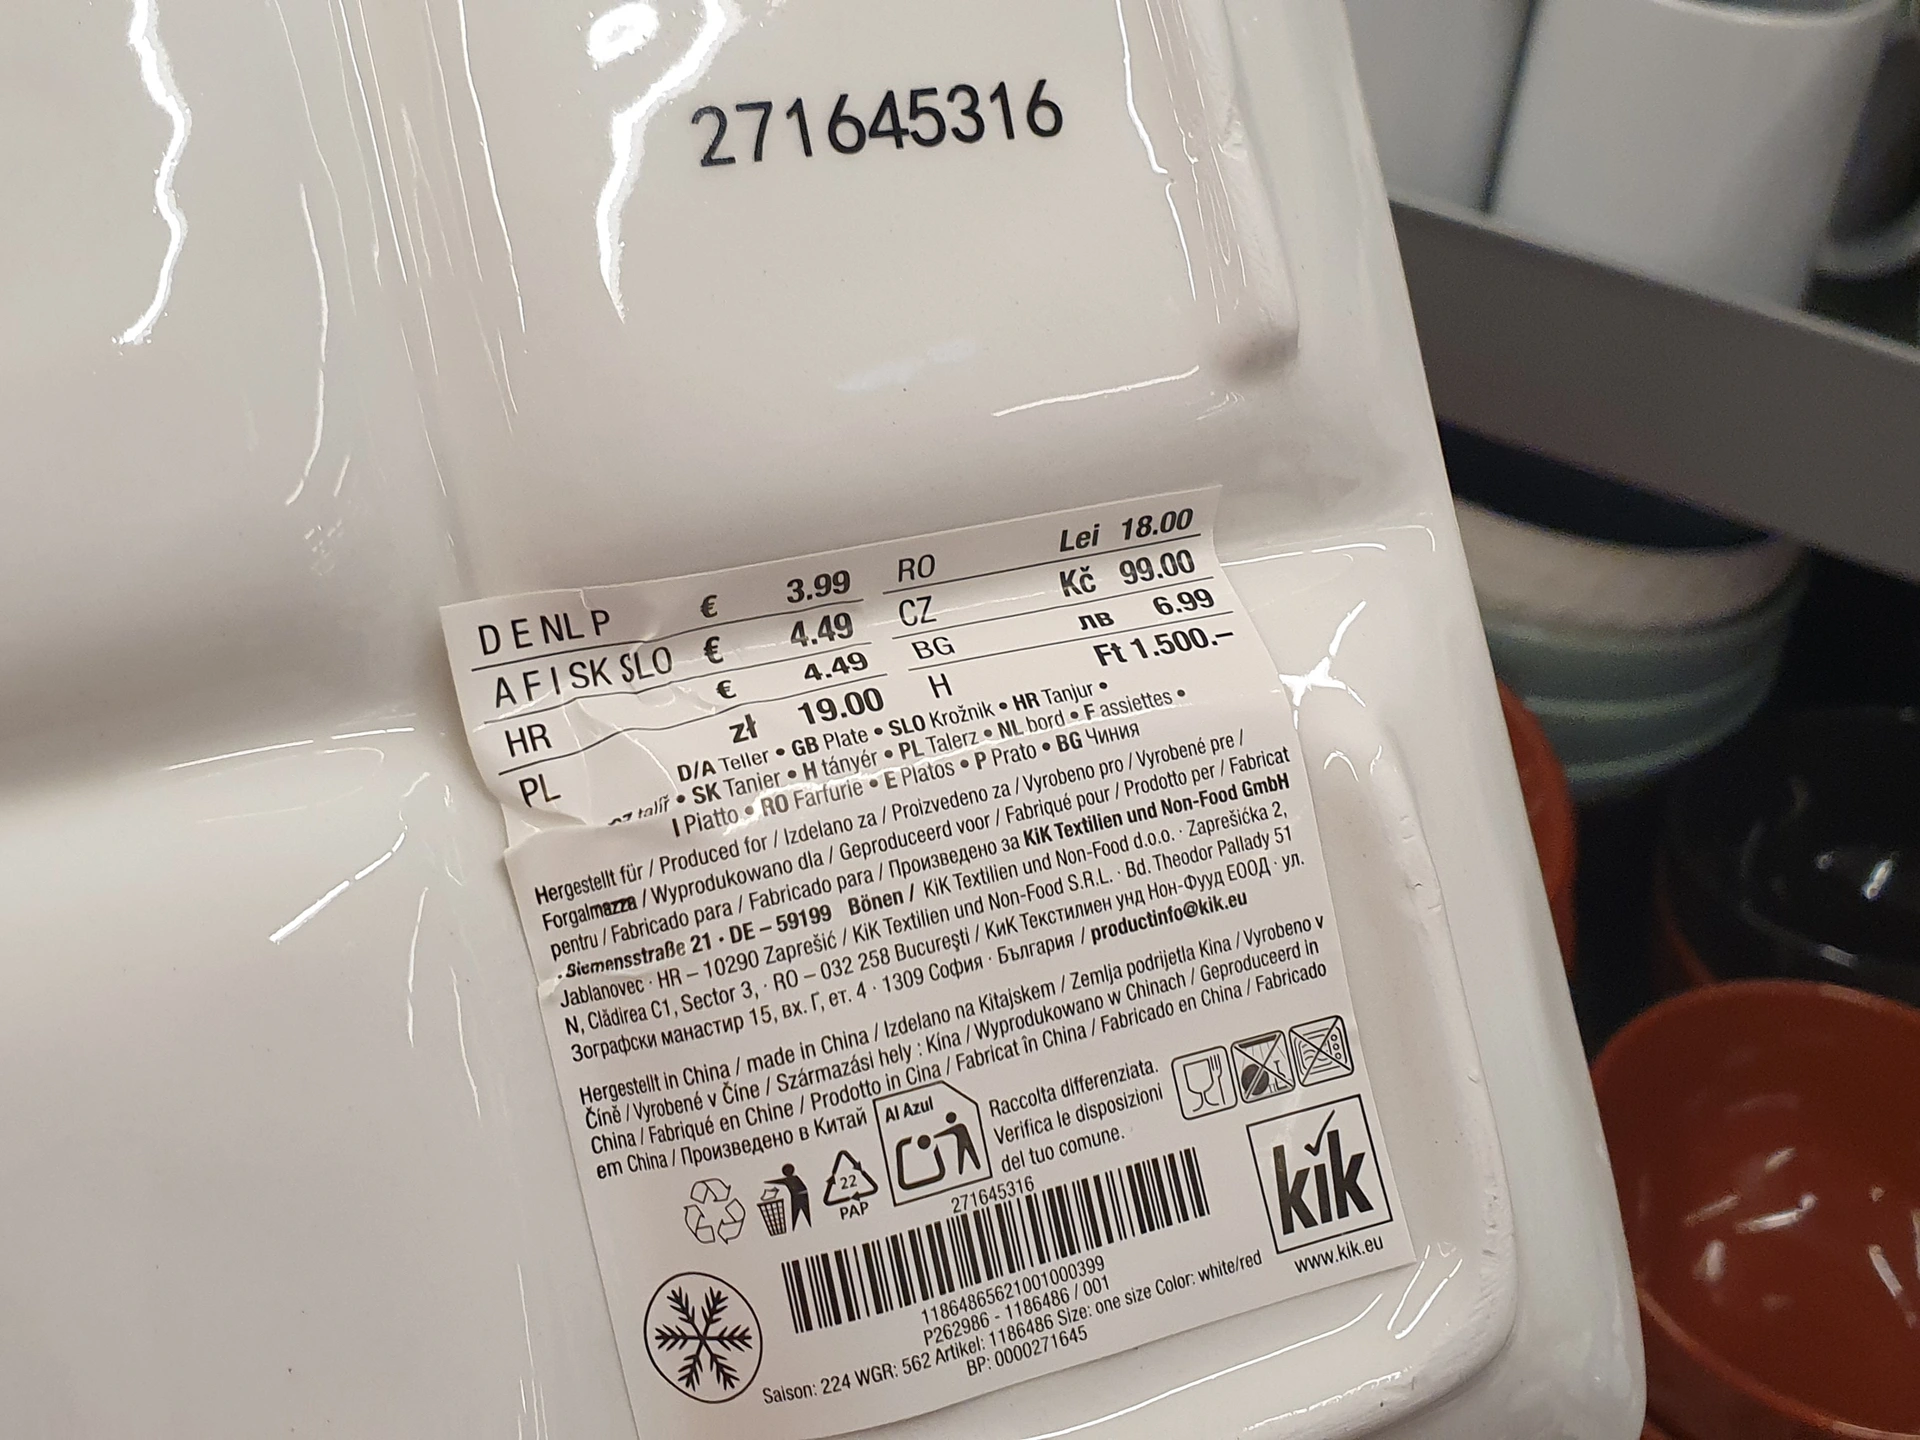 271645316
D E NL P € 3.99 RO Lei 18.00
A F I SK SLO € 4.49 CZ Kč 99.00
HR € 4.49 BG лв 6.99
PL zł 19.00 H Ft 1.500.–
D/A Teller • GB Plate • SLO Krožnik • HR Tanjur •
talíř • SK Tanier • H tányér • PL Talerz • NL bord • F assiettes •
I Piatto • RO Farfurie • E Platos • P Prato • BG Чиния
Hergestellt für / Produced for / Izdelano za / Proizvedeno za / Vyrobeno pro / Vyrobené pre /
Forgalmazza / Wyprodukowano dla / Geproduceerd voor / Fabriqué pour / Prodotto per / Fabricat
pentru / Fabricado para / Fabricado para / Произведено за KiK Textilien und Non-Food GmbH
· Siemensstraße 21 · DE – 59199 Bönen / KiK Textilien und Non-Food d.o.o. · Zaprešićka 2,
Jablanovec · HR – 10290 Zaprešić / KiK Textilien und Non-Food S.R.L. · Bd. Theodor Pallady 51
N, Clădirea C1, Sector 3, · RO – 032 258 Bucureşti / КиК Текстилиен унд Нон-Фууд ЕООД · ул.
Зографски манастир 15, вх. Г, ет. 4 · 1309 София · България / productinfo@kik.eu
Hergestellt in China / made in China / Izdelano na Kitajskem / Zemlja podrijetla Kina / Vyrobeno v
Číně / Vyrobené v Číne / Származási hely : Kína / Wyprodukowano w Chinach / Geproduceerd in
China / Fabriqué en Chine / Prodotto in Cina / Fabricat în China / Fabricado en China / Fabricado
em China / Произведено в Китай
Al Azul
Raccolta differenziata.
Verifica le disposizioni
del tuo comune.
22
PAP
271645316
kik
www.kik.eu
1186486562100100​0399
P262986 - 1186486 / 001
Saison: 224 WGR: 562 Artikel: 1186486 Size: one size Color: white/red
BP: 0000271645